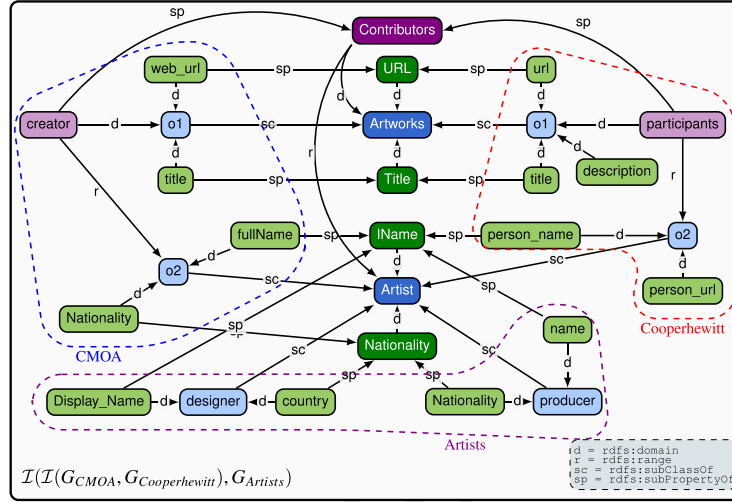 sp
Contributors
web_url
sp
URL
sp
url
d
d
d
d
creator
d
o1
sc
Artworks
sc
o1
d
participants
d
d
d
d
description
r
title
sp
Title
sp
title
r
r
fullName
sp
IName
sp
person_name
d
o2
d
d
sc
d
o2
sc
Artist
sp
person_url
d
Nationality
sp
d
name
Cooperhewitt
CMOA
sc
Nationality
sc
d
sp
sp
Display_Name
d
designer
d
country
Nationality
d
producer
Artists
d = rdfs:domain
r = rdfs:range
sc = rdfs:subClassOf
sp = rdfs:subPropertyOf
I(I(G_CMOA, G_Cooperhewitt), G_Artists)